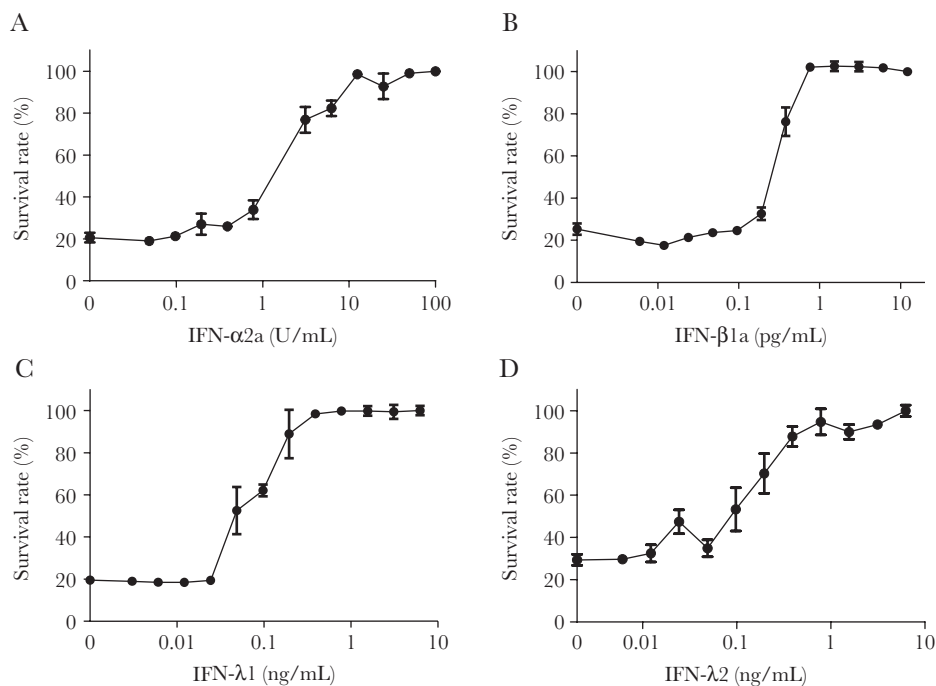 A
Survival rate (%)
100
80
60
40
20
0
0 0.1 1 10 100
IFN-α2a (U/mL)
B
Survival rate (%)
100
80
60
40
20
0
0 0.01 0.1 1 10
IFN-β1a (pg/mL)
C
Survival rate (%)
100
80
60
40
20
0
0 0.01 0.1 1 10
IFN-λ1 (ng/mL)
D
Survival rate (%)
100
80
60
40
20
0
0 0.01 0.1 1 10
IFN-λ2 (ng/mL)